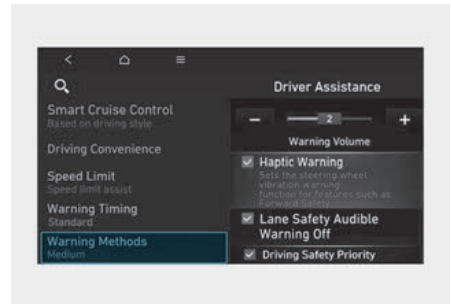 Driver Assistance
Smart Cruise Control
Based on driving style
Driving Convenience
Speed Limit
Speed limit assist
Warning Timing
Standard
Warning Methods
Medium
− 2 +
Warning Volume
Haptic Warning
Sets the steering wheel
vibration warning
function for features such as
Forward Safety
Lane Safety Audible
Warning Off
Driving Safety Priority